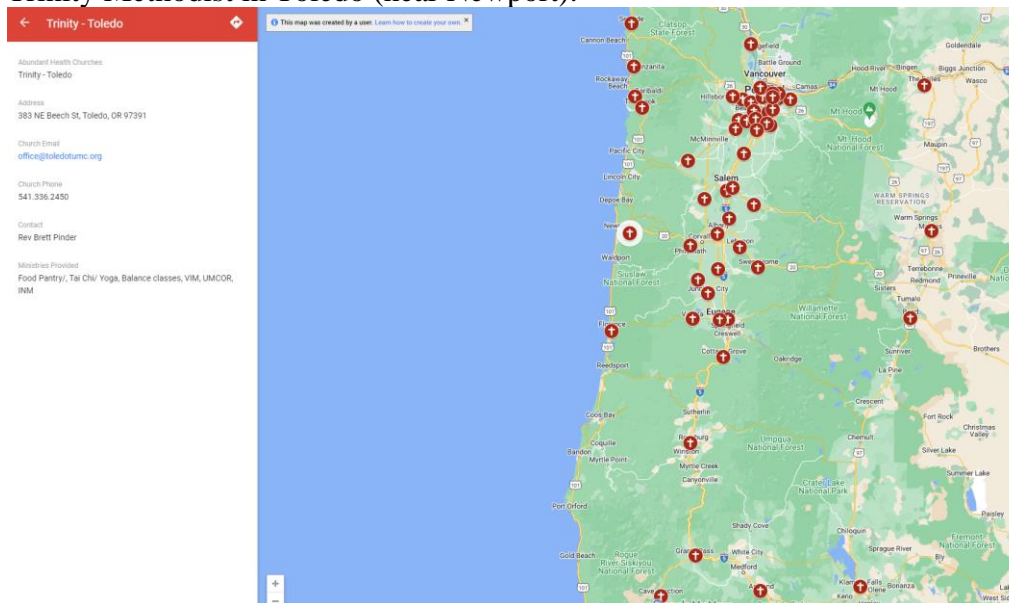 Trinity Methodist in Toledo (near Newport).
Trinity - Toledo
Abundant Health Churches
Trinity - Toledo
Address
383 NE Beech St, Toledo, OR 97391
Church Email
office@toledotumc.org
Church Phone
541.336.2450
Contact
Rev Brett Pinder
Ministries Provided
Food Pantry/, Tai Chi/ Yoga, Balance classes, VIM, UMCOR,
INM
This map was created by a user. Learn how to create your own.
Clatsop
State Forest
Cannon Beach
Goldendale
Battle Ground
Vancouver
Camas
Hood River
Bingen
Biggs Junction
Wasco
Rockaway
Beach
Mt Hood
Mt. Hood
National Forest
McMinnville
Maupin
Pacific City
Lincoln City
Salem
WARM SPRINGS
RESERVATION
Depoe Bay
Warm Springs
Waldport
Siuslaw
National Forest
Terrebonne
Redmond
Prineville
Sisters
Tumalo
Willamette
National Forest
Eugene
Creswell
Sunriver
Brothers
Oakridge
La Pine
Reedsport
Crescent
Fort Rock
Christmas
Valley
Coos Bay
Sutherlin
Coquille
Bandon
Myrtle Point
Winston
Umpqua
National Forest
Chemult
Silver Lake
Myrtle Creek
Canyonville
Summer Lake
Crater Lake
National Park
Port Orford
Paisley
Shady Cove
Chiloquin
Fremont
National Forest
Sprague River
Bly
Gold Beach
Rogue
River-Siskiyou
National Forest
White City
Medford
Bonanza
Olene
Keno